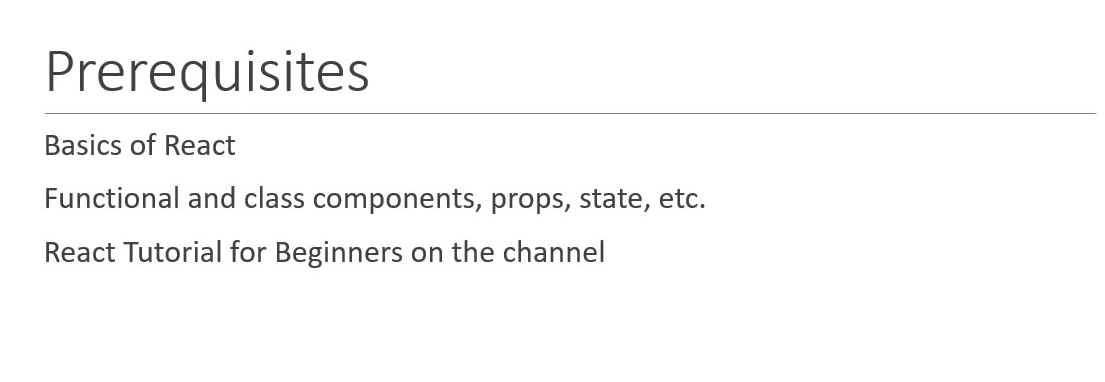 Prerequisites
Basics of React
Functional and class components, props, state, etc.
React Tutorial for Beginners on the channel